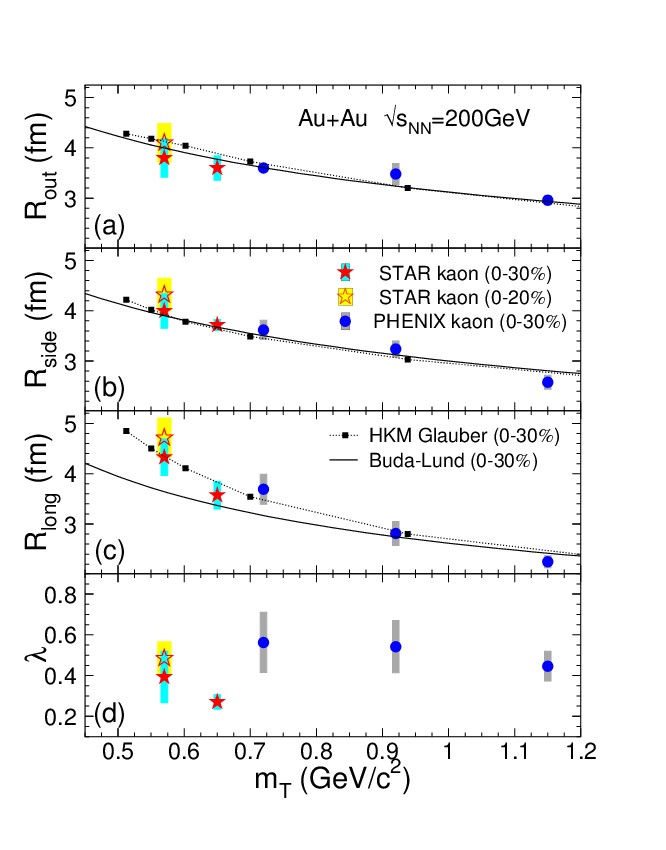 5
4
3
R_out (fm)
Au+Au √s_NN=200GeV
(a)
5
4
3
R_side (fm)
STAR kaon (0-30%)
STAR kaon (0-20%)
PHENIX kaon (0-30%)
(b)
5
4
3
R_long (fm)
HKM Glauber (0-30%)
Buda-Lund (0-30%)
(c)
0.8
0.6
0.4
0.2
λ
(d)
0.5 0.6 0.7 0.8 0.9 1 1.1 1.2
m_T (GeV/c²)